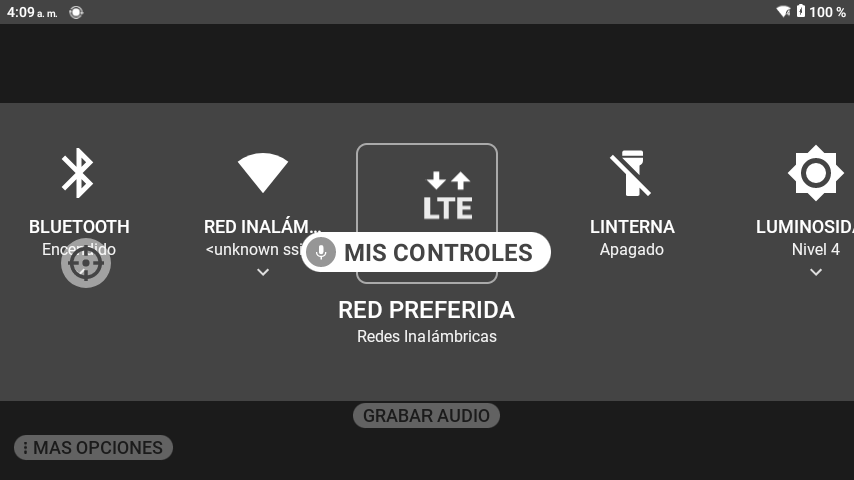 4:09 a. m.
100 %
BLUETOOTH
Encendido
RED INALÁM...
<unknown ssi
LTE
MIS CONTROLES
RED PREFERIDA
Redes Inalámbricas
LINTERNA
Apagado
LUMINOSIDA
Nivel 4
GRABAR AUDIO
MAS OPCIONES